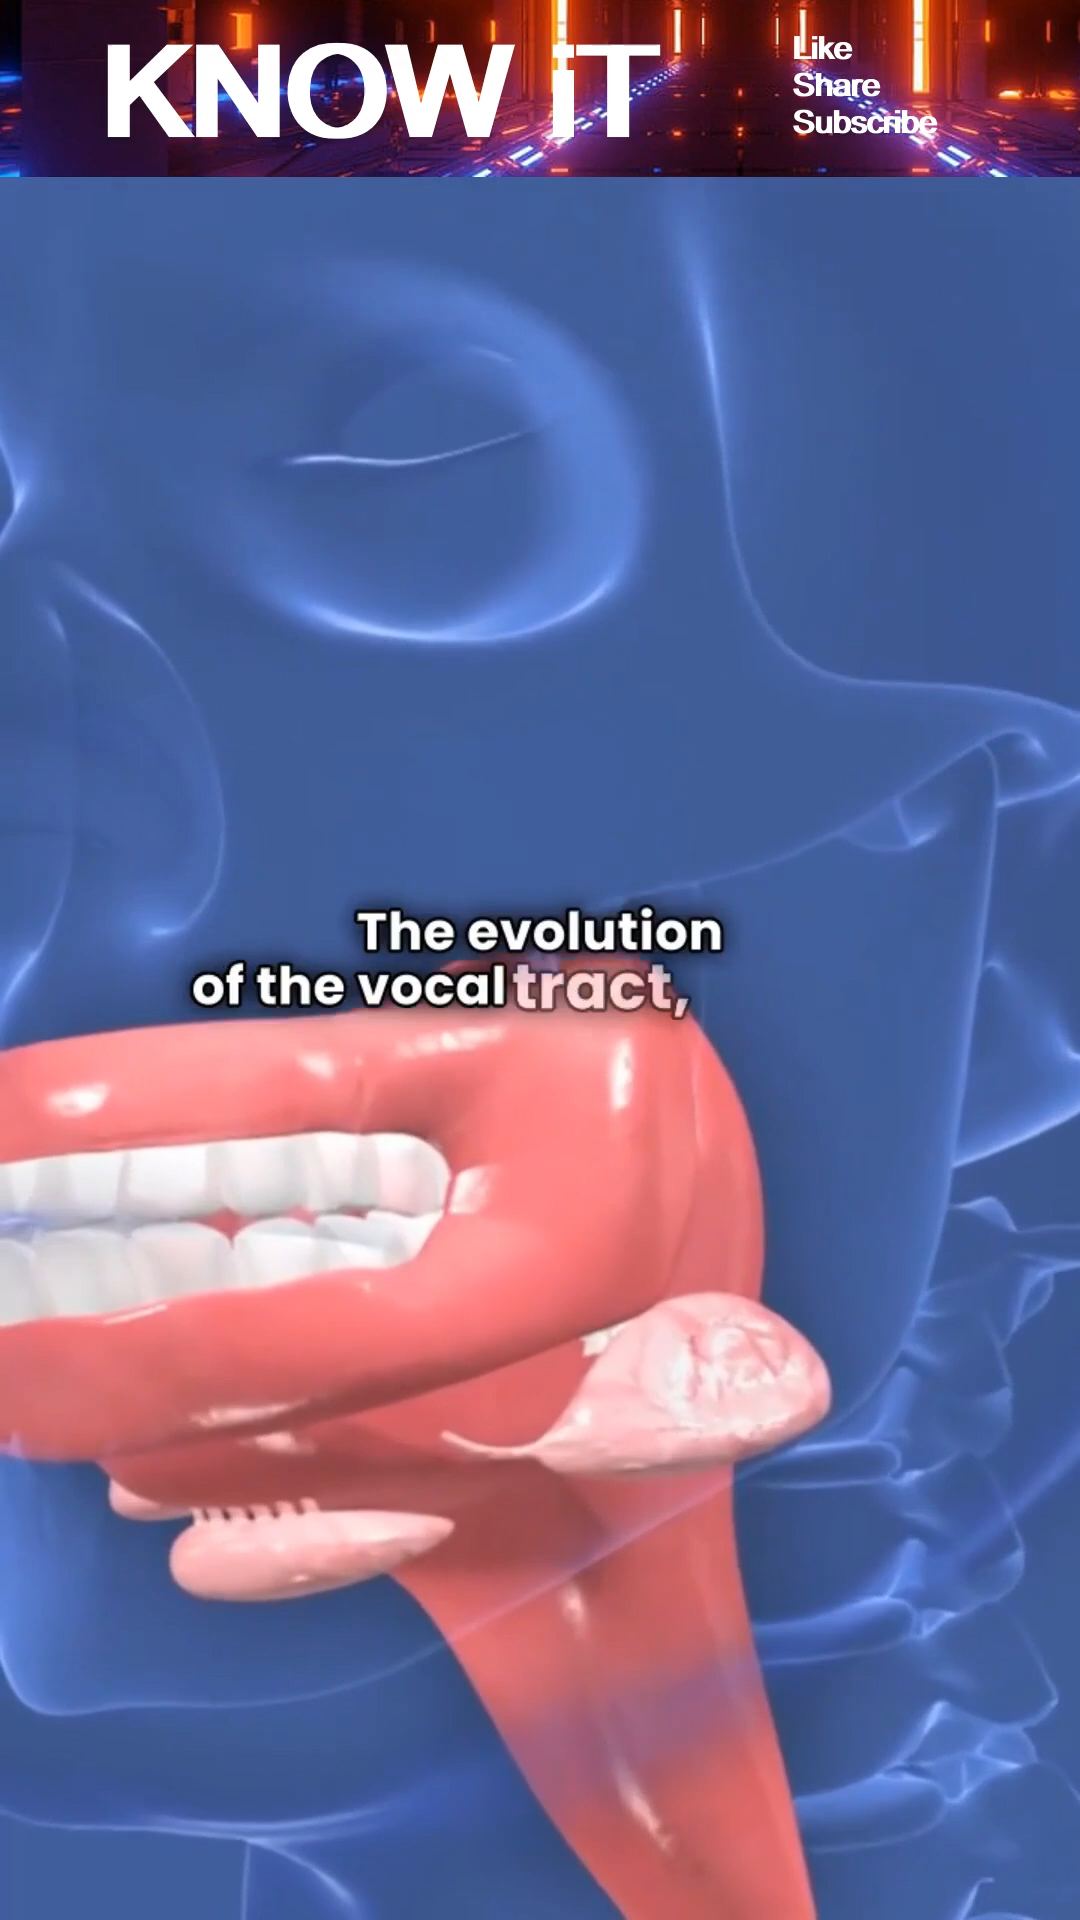 KNOW iT
Like
Share
Subscribe
The evolution
of the vocal tract,